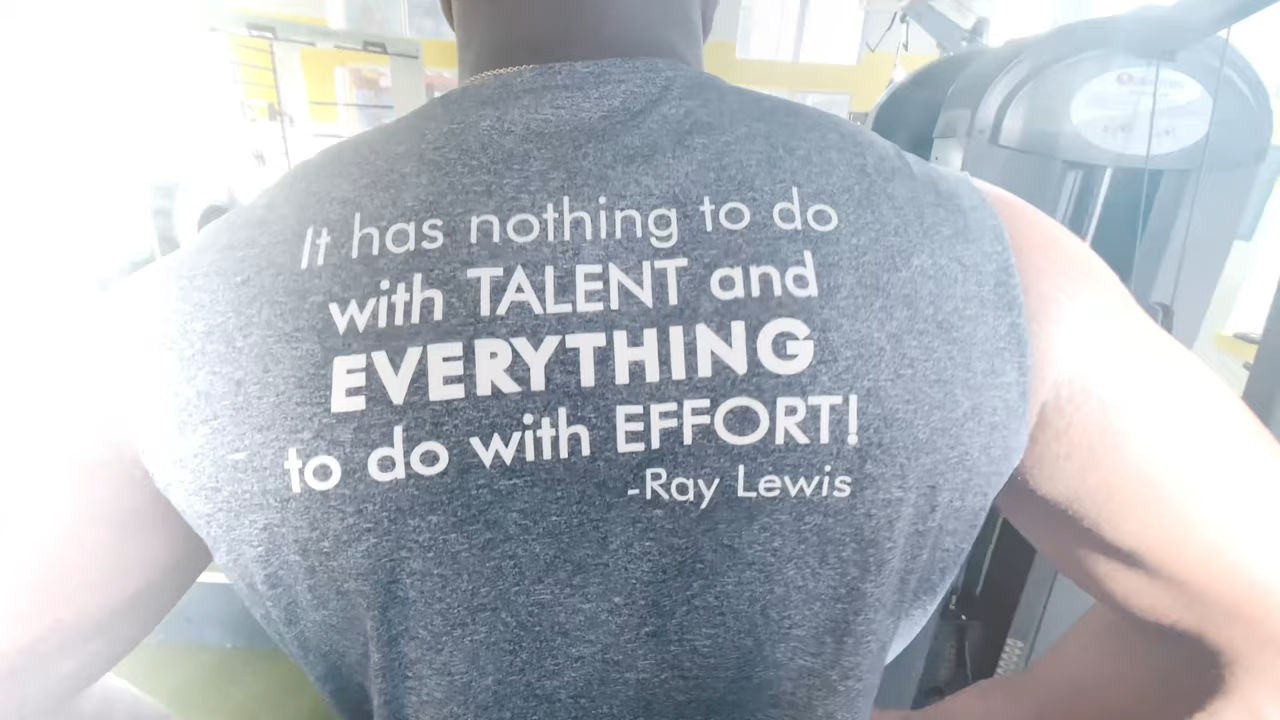 It has nothing to do
with TALENT and
EVERYTHING
to do with EFFORT!
-Ray Lewis